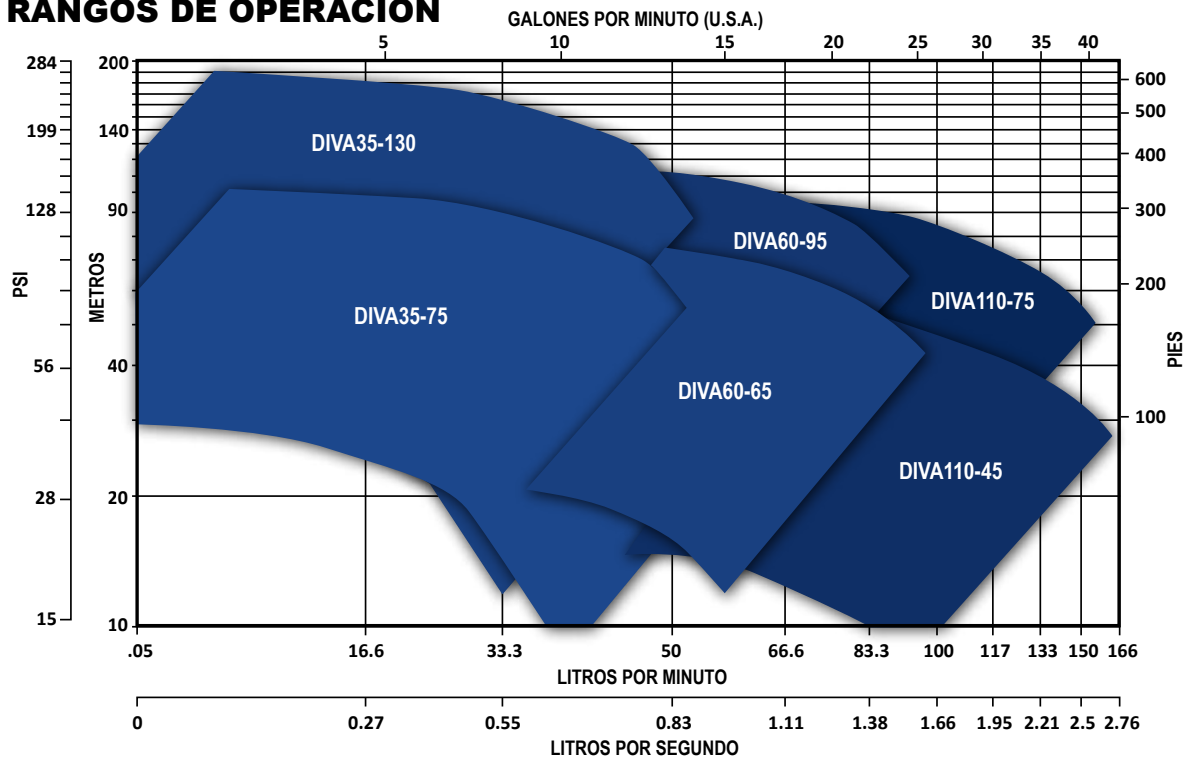 RANGOS DE OPERACIÓN
GALONES POR MINUTO (U.S.A.)
5 10 15 20 25 30 35 40
284 200 600
500
199 140 400
128 90 300
200
56 40
100
28 20
15 10
PSI
METROS
PIES
DIVA35-130
DIVA60-95
DIVA110-75
DIVA35-75
DIVA60-65
DIVA110-45
.05 16.6 33.3 50 66.6 83.3 100 117 133 150 166
LITROS POR MINUTO
0 0.27 0.55 0.83 1.11 1.38 1.66 1.95 2.21 2.5 2.76
LITROS POR SEGUNDO